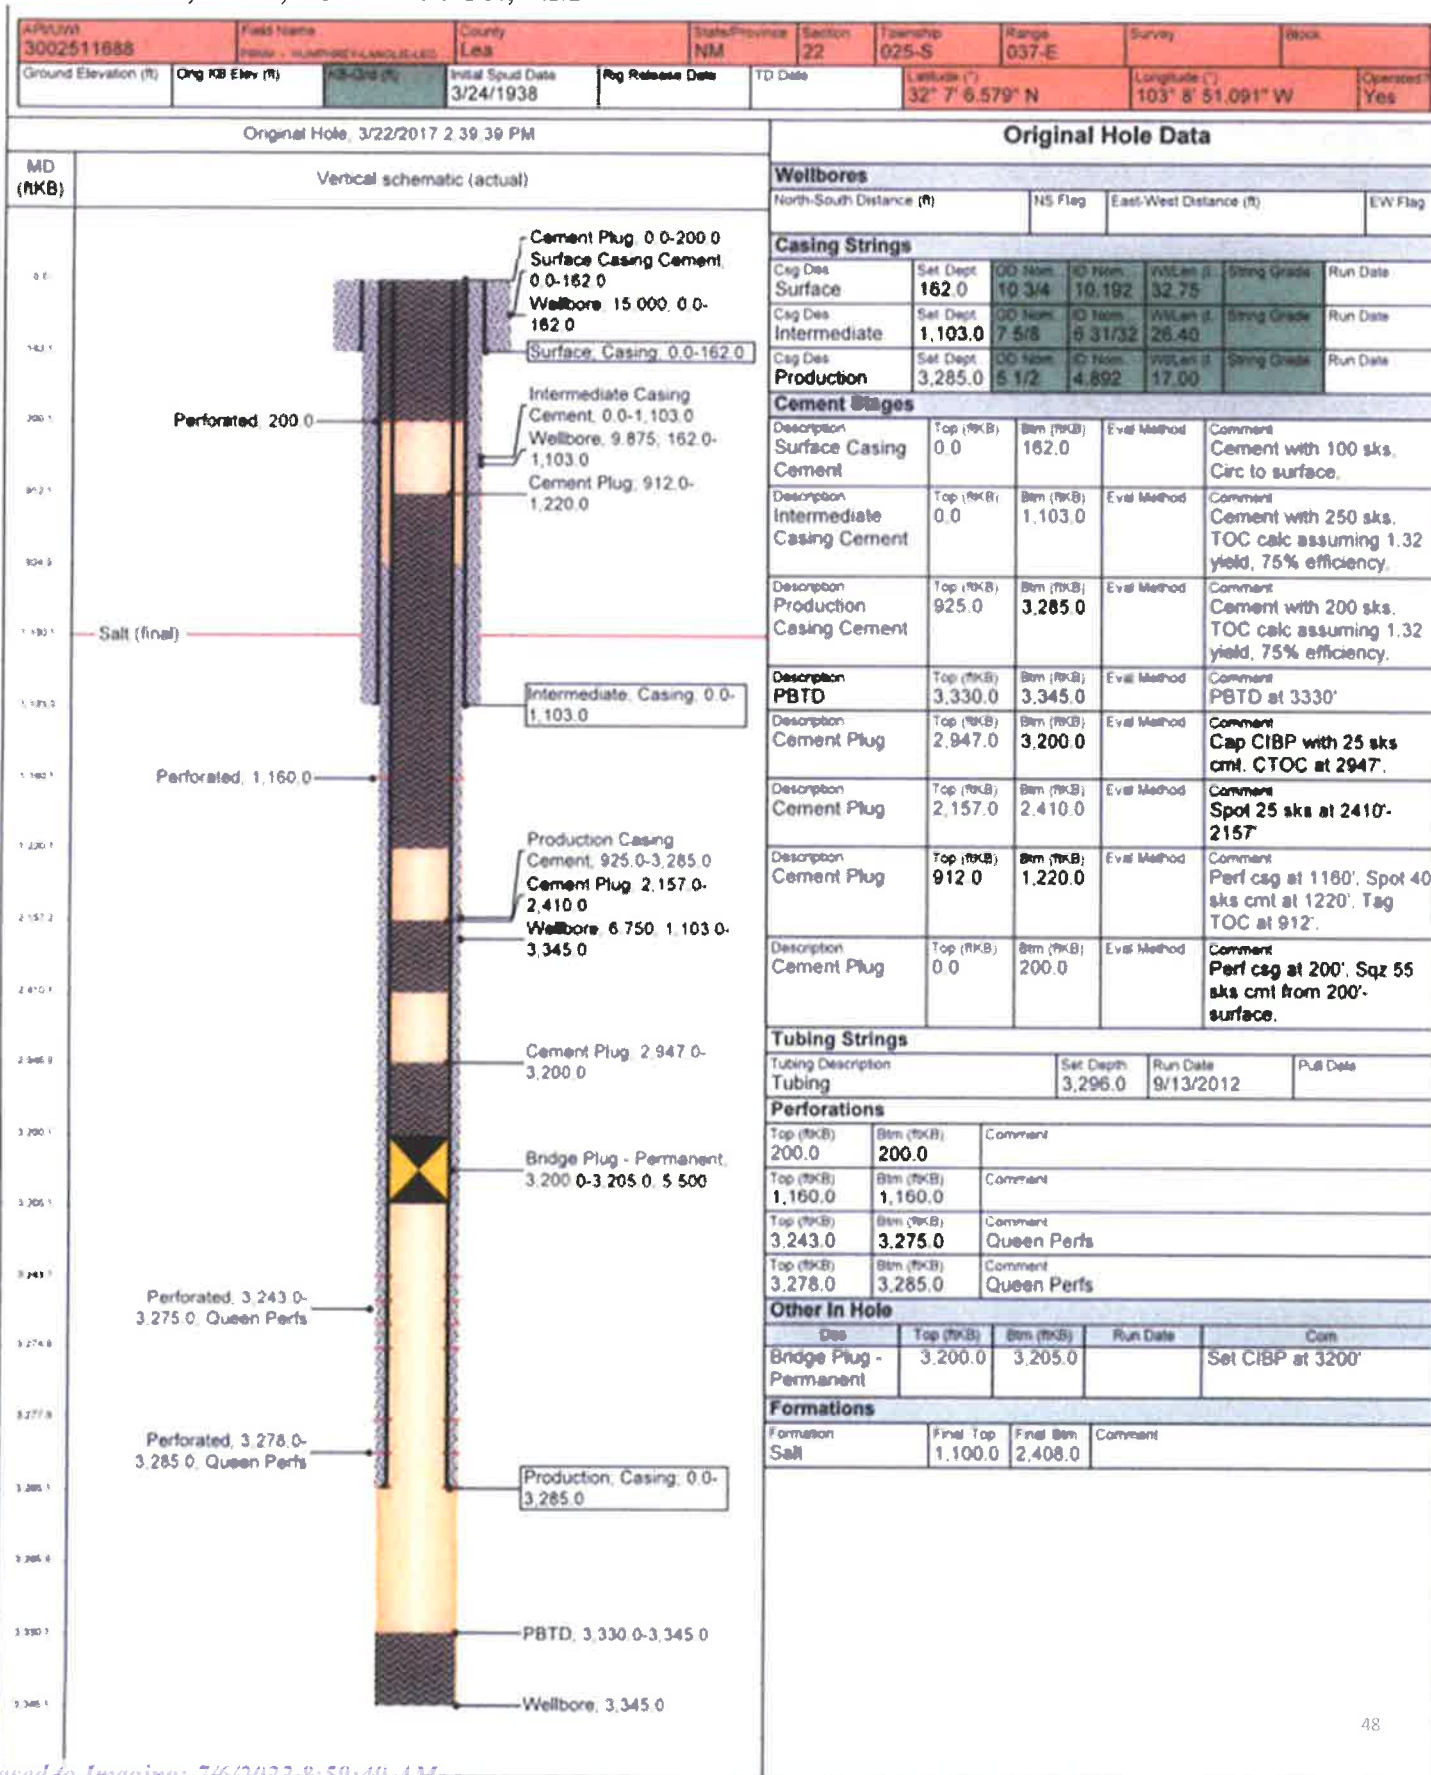 API/UWI Field Name County State/Province Section Township Range Survey Block
3002511688 HUMPHREY-LANGLIE-LEG Lea NM 22 025-S 037-E
Ground Elevation (ft) Orig KB Elev (ft) KB-Grd (ft) Initial Spud Date Rig Release Date TD Date Latitude (°) Longitude (°) Operated?
3/24/1938 32° 7' 6.579" N 103° 8' 51.091" W Yes
Original Hole, 3/22/2017 2:39:39 PM
MD
(ftKB)
Vertical schematic (actual)
Cement Plug, 0.0-200.0
Surface Casing Cement,
0.0-162.0
Wellbore, 15.000, 0.0-
162.0
Surface, Casing, 0.0-162.0
Intermediate Casing
Cement, 0.0-1,103.0
Perforated, 200.0
Wellbore, 9.875, 162.0-
1,103.0
Cement Plug, 912.0-
1,220.0
Salt (final)
Intermediate, Casing, 0.0-
1,103.0
Perforated, 1,160.0
Production Casing
Cement, 925.0-3,285.0
Cement Plug, 2,157.0-
2,410.0
Wellbore, 6.750, 1,103.0-
3,345.0
Cement Plug, 2,947.0-
3,200.0
Bridge Plug - Permanent,
3,200.0-3,205.0, 5.500
Perforated, 3,243.0-
3,275.0, Queen Perfs
Perforated, 3,278.0-
3,285.0, Queen Perfs
Production, Casing, 0.0-
3,285.0
PBTD, 3,330.0-3,345.0
Wellbore, 3,345.0
Original Hole Data
Wellbores
North-South Distance (ft) NS Flag East-West Distance (ft) EW Flag
Casing Strings
Csg Des Set Dept OD Nom ID Nom Wt/Len (l String Grade Run Date
Surface 162.0 10 3/4 10.192 32.75
Csg Des Set Dept OD Nom ID Nom Wt/Len (l String Grade Run Date
Intermediate 1,103.0 7 5/8 6 31/32 26.40
Csg Des Set Dept OD Nom ID Nom Wt/Len (l String Grade Run Date
Production 3,285.0 5 1/2 4.892 17.00
Cement Stages
Description Top (ftKB) Btm (ftKB) Eval Method Comment
Surface Casing 0.0 162.0 Cement with 100 sks.
Cement Circ to surface.
Description Top (ftKB) Btm (ftKB) Eval Method Comment
Intermediate 0.0 1,103.0 Cement with 250 sks.
Casing Cement TOC calc assuming 1.32
yield, 75% efficiency.
Description Top (ftKB) Btm (ftKB) Eval Method Comment
Production 925.0 3,285.0 Cement with 200 sks.
Casing Cement TOC calc assuming 1.32
yield, 75% efficiency.
Description Top (ftKB) Btm (ftKB) Eval Method Comment
PBTD 3,330.0 3,345.0 PBTD at 3330'
Description Top (ftKB) Btm (ftKB) Eval Method Comment
Cement Plug 2,947.0 3,200.0 Cap CIBP with 25 sks
cmt. CTOC at 2947'.
Description Top (ftKB) Btm (ftKB) Eval Method Comment
Cement Plug 2,157.0 2,410.0 Spot 25 sks at 2410'-
2157'
Description Top (ftKB) Btm (ftKB) Eval Method Comment
Cement Plug 912.0 1,220.0 Perf csg at 1160'. Spot 40
sks cmt at 1220'. Tag
TOC at 912'.
Description Top (ftKB) Btm (ftKB) Eval Method Comment
Cement Plug 0.0 200.0 Perf csg at 200'. Sqz 55
sks cmt from 200'-
surface.
Tubing Strings
Tubing Description Set Depth Run Date Pull Date
Tubing 3,296.0 9/13/2012
Perforations
Top (ftKB) Btm (ftKB) Comment
200.0 200.0
Top (ftKB) Btm (ftKB) Comment
1,160.0 1,160.0
Top (ftKB) Btm (ftKB) Comment
3,243.0 3,275.0 Queen Perfs
Top (ftKB) Btm (ftKB) Comment
3,278.0 3,285.0 Queen Perfs
Other In Hole
Des Top (ftKB) Btm (ftKB) Run Date Com
Bridge Plug - 3,200.0 3,205.0 Set CIBP at 3200'
Permanent
Formations
Formation Final Top Final Btm Comment
Salt 1,100.0 2,408.0
48
to Imaging: 7/6/2023 8:59:49 AM